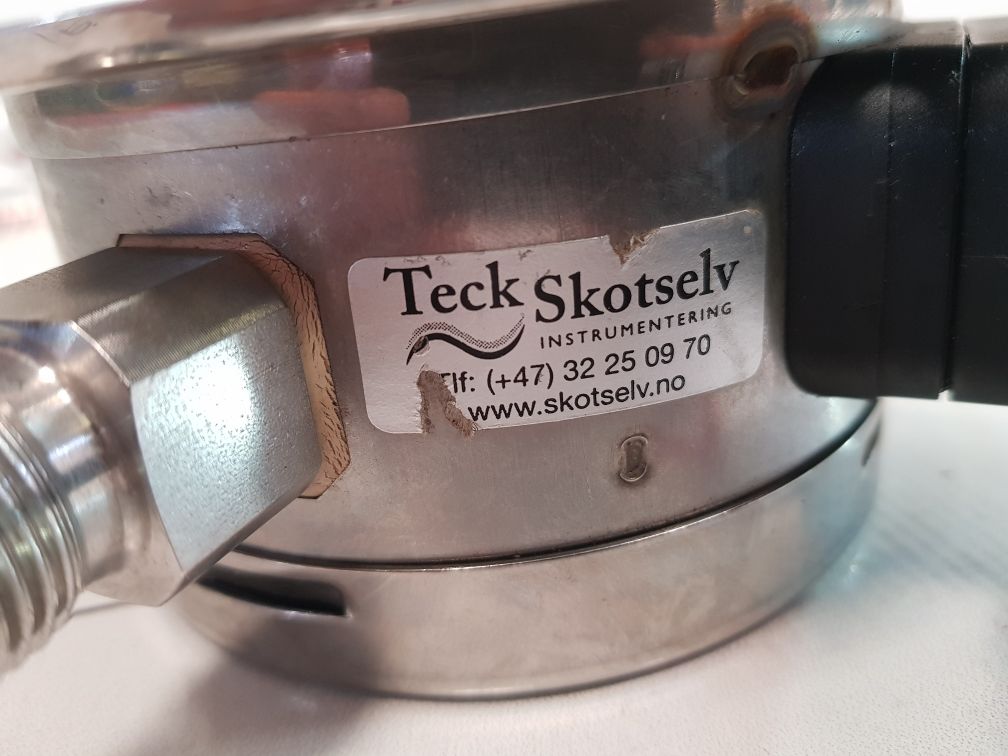 Teck Skotselv
INSTRUMENTERING
Tlf: (+47) 32 25 09 70
www.skotselv.no